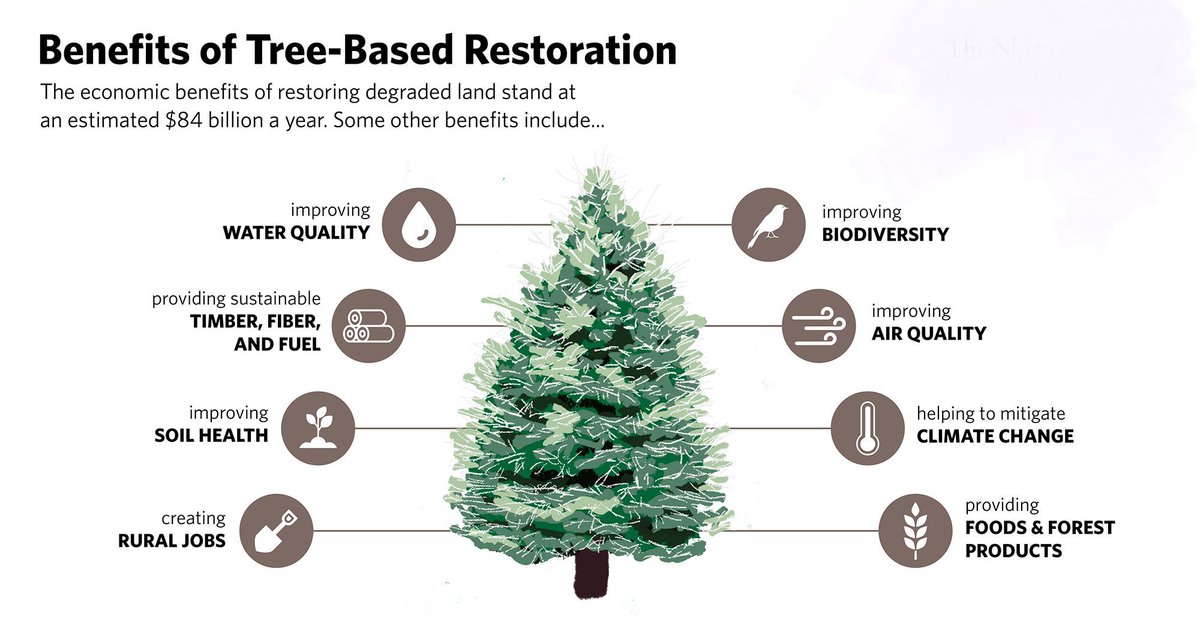 Benefits of Tree-Based Restoration
The economic benefits of restoring degraded land stand at
an estimated $84 billion a year. Some other benefits include...
improving
WATER QUALITY
providing sustainable
TIMBER, FIBER,
AND FUEL
improving
SOIL HEALTH
creating
RURAL JOBS
improving
BIODIVERSITY
improving
AIR QUALITY
helping to mitigate
CLIMATE CHANGE
providing
FOODS & FOREST
PRODUCTS